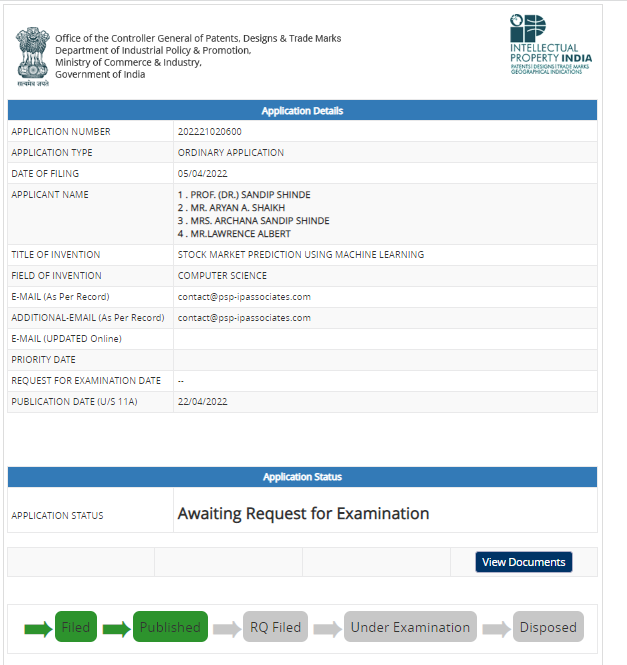 Office of the Controller General of Patents, Designs & Trade Marks
Department of Industrial Policy & Promotion,
Ministry of Commerce & Industry,
Government of India
सत्यमेव जयते
INTELLECTUAL
PROPERTY INDIA
PATENTS | DESIGNS | TRADE MARKS
GEOGRAPHICAL INDICATIONS
Application Details
APPLICATION NUMBER 202221020600
APPLICATION TYPE ORDINARY APPLICATION
DATE OF FILING 05/04/2022
APPLICANT NAME 1 . PROF. (DR.) SANDIP SHINDE
2 . MR. ARYAN A. SHAIKH
3 . MRS. ARCHANA SANDIP SHINDE
4 . MR.LAWRENCE ALBERT
TITLE OF INVENTION STOCK MARKET PREDICTION USING MACHINE LEARNING
FIELD OF INVENTION COMPUTER SCIENCE
E-MAIL (As Per Record) contact@psp-ipassociates.com
ADDITIONAL-EMAIL (As Per Record) contact@psp-ipassociates.com
E-MAIL (UPDATED Online)
PRIORITY DATE
REQUEST FOR EXAMINATION DATE --
PUBLICATION DATE (U/S 11A) 22/04/2022
Application Status
APPLICATION STATUS Awaiting Request for Examination
View Documents
Filed Published RQ Filed Under Examination Disposed